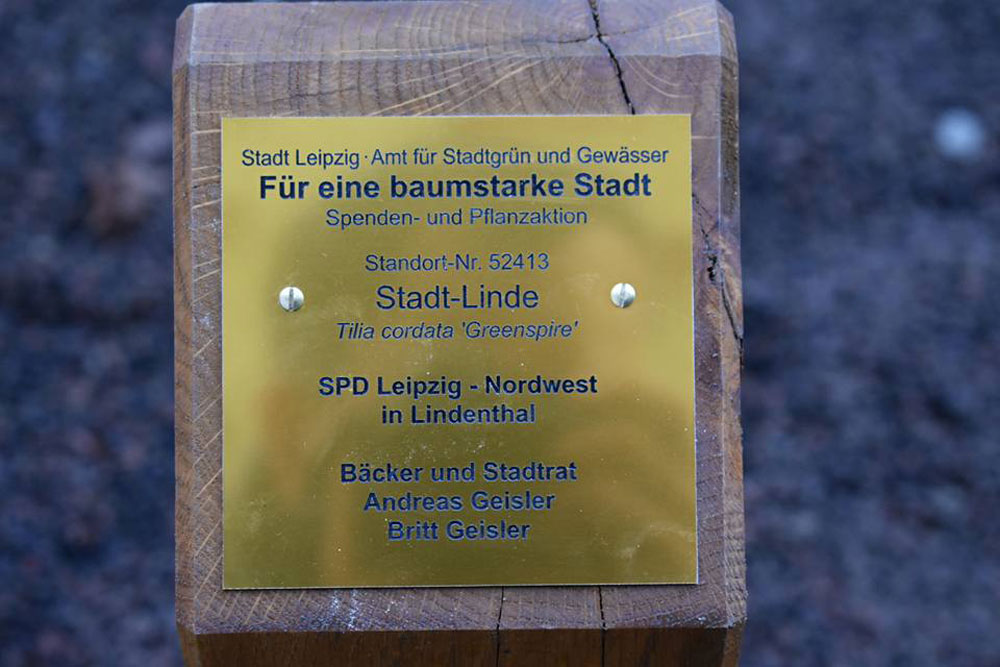 Stadt Leipzig · Amt für Stadtgrün und Gewässer
Für eine baumstarke Stadt
Spenden- und Pflanzaktion
Standort-Nr. 52413
Stadt-Linde
Tilia cordata 'Greenspire'
SPD Leipzig - Nordwest
in Lindenthal
Bäcker und Stadtrat
Andreas Geisler
Britt Geisler